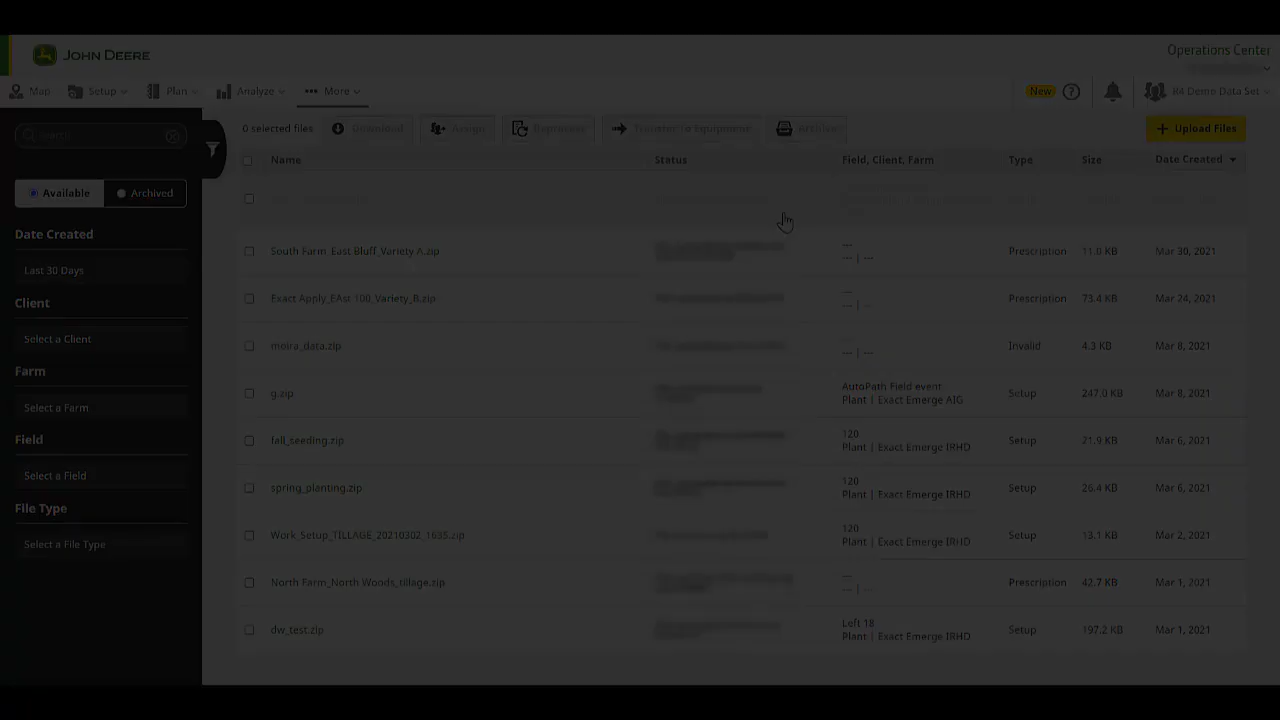 JOHN DEERE
Operations Center
Map Setup Plan Analyze More New R4 Demo Data Set
Search
0 selected files Download Assign Reprocess Transfer to Equipment Archive Upload Files
Name Status Field, Client, Farm Type Size Date Created
Available Archived
Date Created
Last 30 Days
Client
Select a Client
Farm
Select a Farm
Field
Select a Field
File Type
Select a File Type
South Farm_East Bluff_Variety A.zip --- Prescription 11.0 KB Mar 30, 2021
--- | ---
Exact Apply_EAst 100_Variety_B.zip --- Prescription 73.4 KB Mar 24, 2021
--- | ---
moira_data.zip --- Invalid 4.3 KB Mar 8, 2021
--- | ---
g.zip AutoPath Field event Setup 247.0 KB Mar 8, 2021
Plant | Exact Emerge AIG
fall_seeding.zip 120 Setup 21.9 KB Mar 6, 2021
Plant | Exact Emerge IRHD
spring_planting.zip 120 Setup 26.4 KB Mar 6, 2021
Plant | Exact Emerge IRHD
Work_Setup_TILLAGE_20210302_1635.zip 120 Setup 13.1 KB Mar 2, 2021
Plant | Exact Emerge IRHD
North Farm_North Woods_tillage.zip --- Prescription 42.7 KB Mar 1, 2021
--- | ---
dw_test.zip Left 18 Setup 197.2 KB Mar 1, 2021
Plant | Exact Emerge IRHD